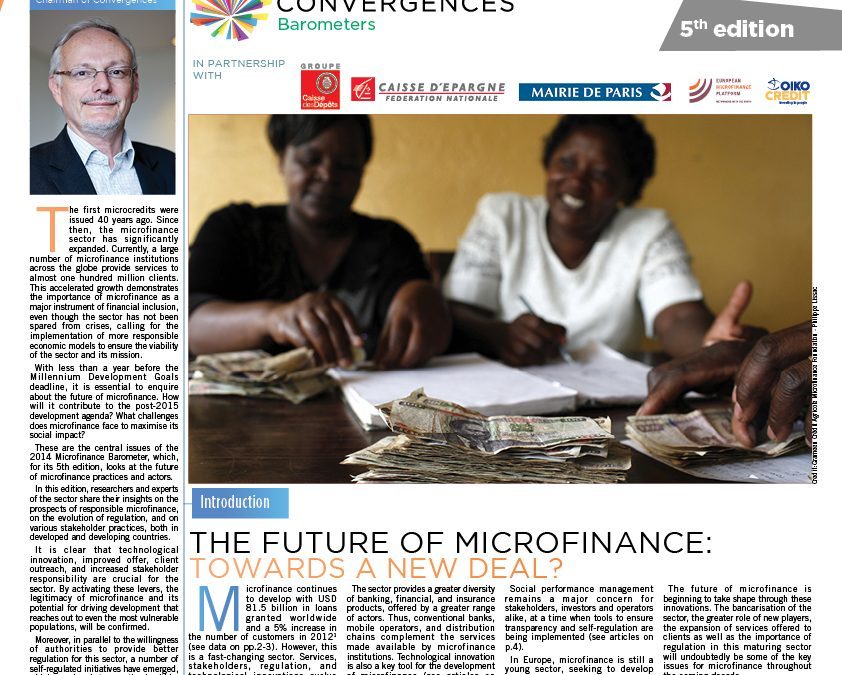 Chairman of Convergences
CONVERGENCES
Barometers
5th edition
IN PARTNERSHIP
WITH
GROUPE
Caisse
desDépôts
CAISSE D'EPARGNE
FEDERATION NATIONALE
MAIRIE DE PARIS
EUROPEAN
MICROFINANCE
PLATFORM
OIKO
CREDIT
The first microcredits were
issued 40 years ago. Since
then, the microfinance
sector has significantly
expanded. Currently, a large
number of microfinance institutions
across the globe provide services to
almost one hundred million clients.
This accelerated growth demonstrates
the importance of microfinance as a
major instrument of financial inclusion,
even though the sector has not been
spared from crises, calling for the
implementation of more responsible
economic models to ensure the viability
of the sector and its mission.
With less than a year before the
Millennium Development Goals
deadline, it is essential to enquire
about the future of microfinance. How
will it contribute to the post-2015
development agenda? What challenges
does microfinance face to maximise its
social impact?
These are the central issues of the
2014 Microfinance Barometer, which,
for its 5th edition, looks at the future
of microfinance practices and actors.
In this edition, researchers and experts
of the sector share their insights on the
prospects of responsible microfinance,
on the evolution of regulation, and on
various stakeholder practices, both in
developed and developing countries.
It is clear that technological
innovation, improved offer, client
outreach, and increased stakeholder
responsibility are crucial for the
sector. By activating these levers, the
legitimacy of microfinance and its
potential for driving development that
reaches out to even the most vulnerable
populations, will be confirmed.
Moreover, in parallel to the willingness
of authorities to provide better
regulation for this sector, a number of
self-regulated initiatives have emerged,
Microfinance Foundation - Philippe Lissac
Introduction
THE FUTURE OF MICROFINANCE:
TOWARDS A NEW DEAL?
Microfinance continues
to develop with USD
81.5 billion in loans
granted worldwide
and a 5% increase in
the number of customers in 2012¹
(see data on pp.2-3). However, this
is a fast-changing sector. Services,
stakeholders, regulation, and
technological innovations evolve
The sector provides a greater diversity
of banking, financial, and insurance
products, offered by a greater range
of actors. Thus, conventional banks,
mobile operators, and distribution
chains complement the services
made available by microfinance
institutions. Technological innovation
is also a key tool for the development
of microfinance (see articles on
Social performance management
remains a major concern for
stakeholders, investors and operators
alike, at a time when tools to ensure
transparency and self-regulation are
being implemented (see articles on
p.4).
In Europe, microfinance is still a
young sector, seeking to develop
The future of microfinance is
beginning to take shape through these
innovations. The bancarisation of the
sector, the greater role of new players,
the expansion of services offered to
clients as well as the importance of
regulation in this maturing sector
will undoubtedly be some of the key
issues for microfinance throughout
the coming decade.